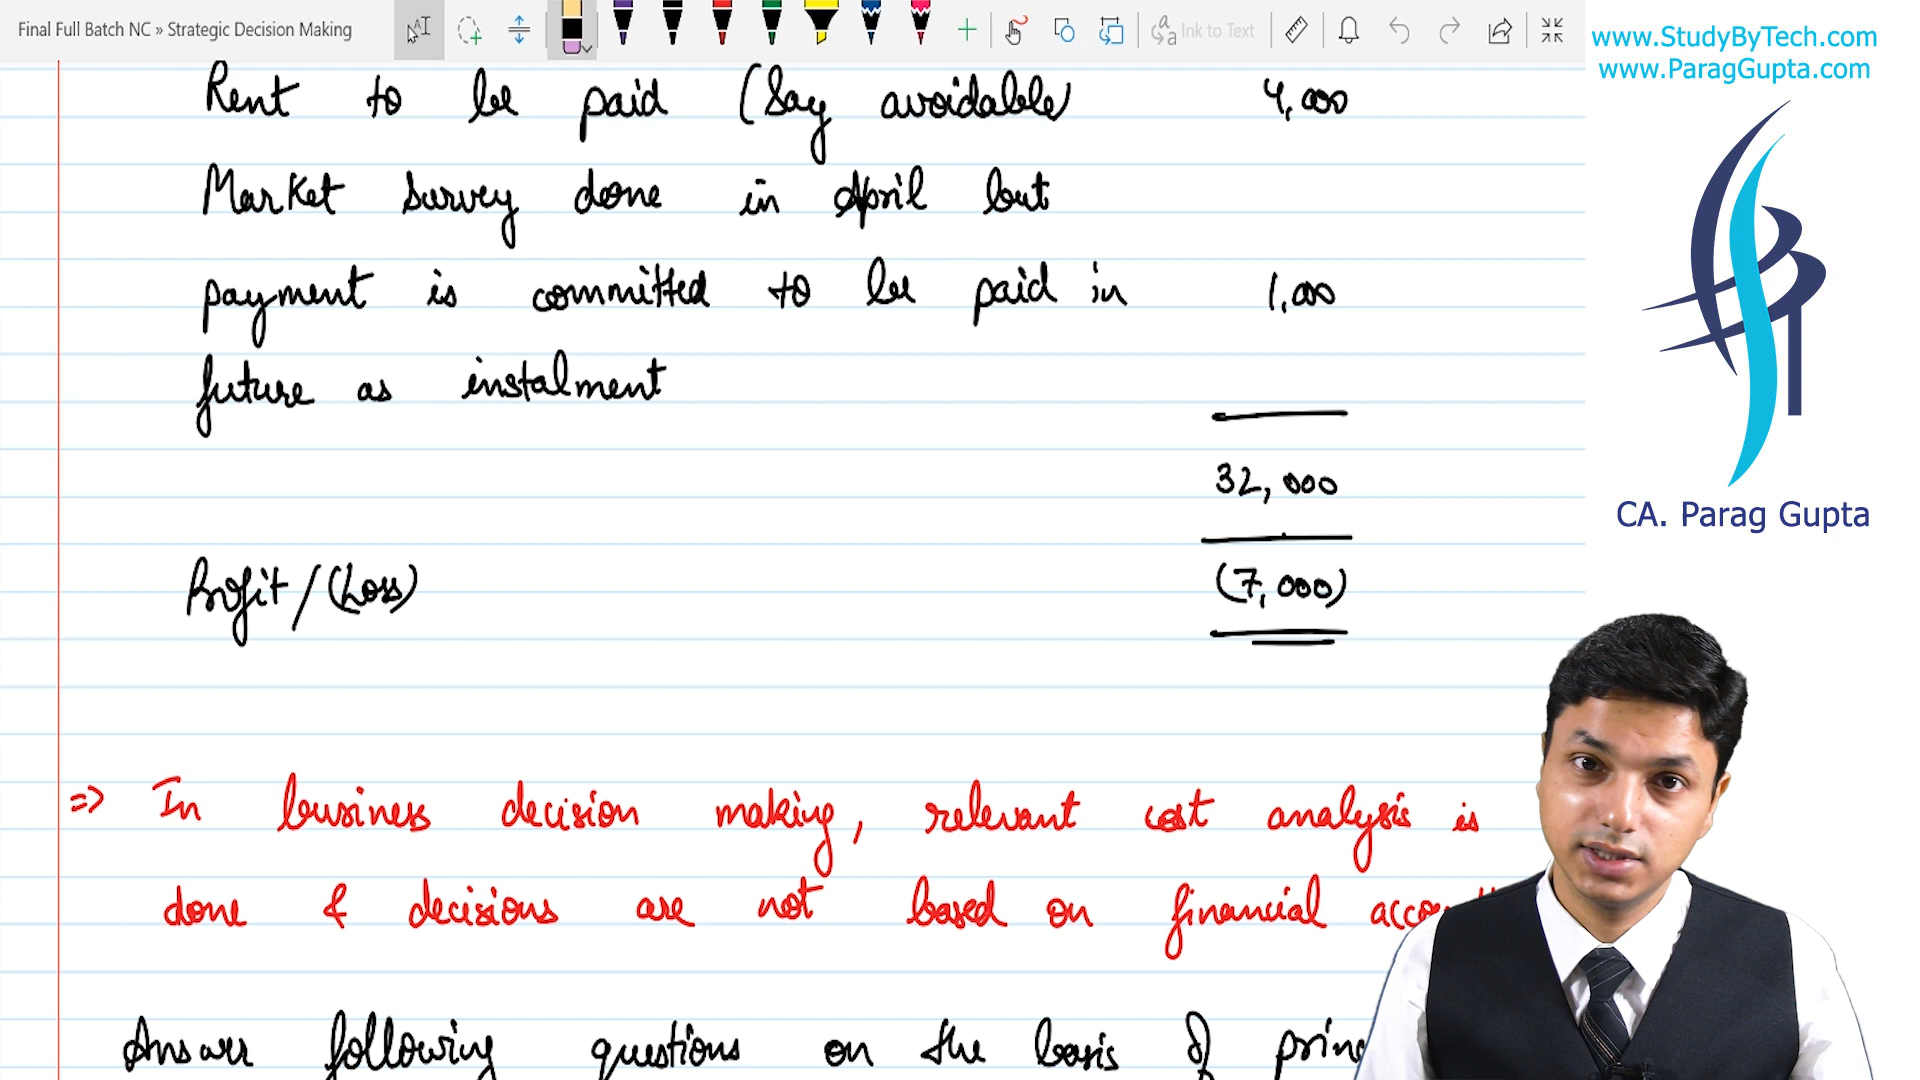 Final Full Batch NC » Strategic Decision Making
Ink to Text
www.StudyByTech.com
www.ParagGupta.com
Rent to be paid (Say avoidable) 4,000
Market Survey done in April but
payment is committed to be paid in 1,000
future as instalment
32,000
Profit/(Loss) (7,000)
CA. Parag Gupta
=> In business decision making, relevant cost analysis is
done & decisions are not based on financial
Answer following questions on the basis of